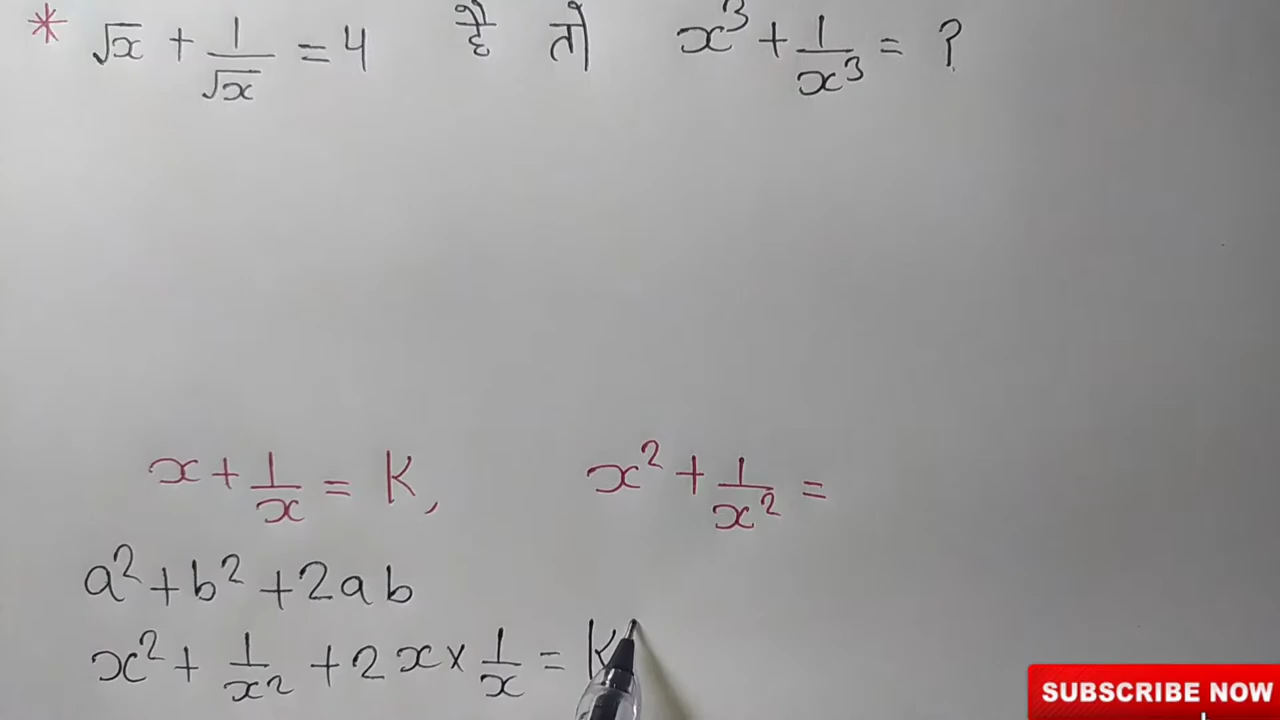 * √x + 1/√x = 4 है तो x³ + 1/x³ = ?
x + 1/x = K, x² + 1/x² =
a² + b² + 2ab
x² + 1/x² + 2x × 1/x = K
SUBSCRIBE NOW